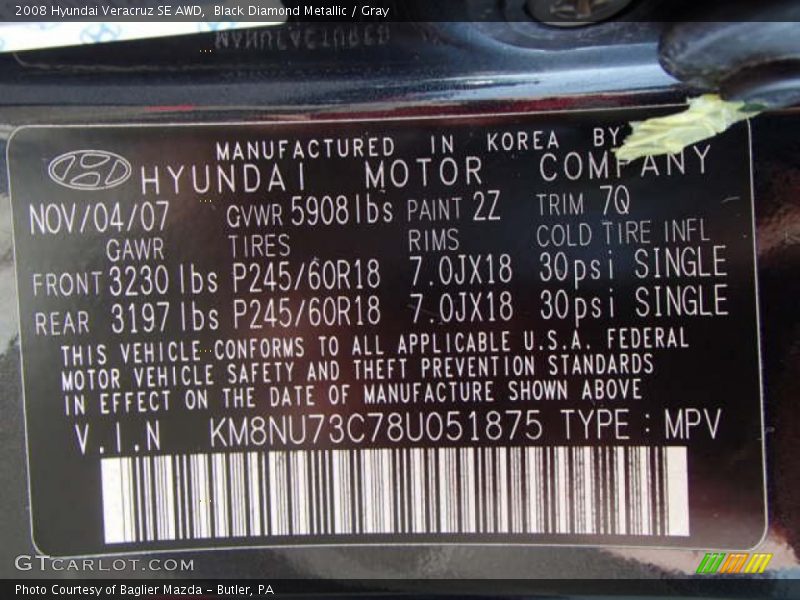 2008 Hyundai Veracruz SE AWD, Black Diamond Metallic / Gray
MANUFACTURED IN KOREA BY
HYUNDAI MOTOR COMPANY
NOV/04/07 GVWR 5908lbs PAINT 2Z TRIM 7Q
GAWR TIRES RIMS COLD TIRE INFL
FRONT 3230 lbs P245/60R18 7.0JX18 30psi SINGLE
REAR 3197 lbs P245/60R18 7.0JX18 30psi SINGLE
THIS VEHICLE CONFORMS TO ALL APPLICABLE U.S.A. FEDERAL
MOTOR VEHICLE SAFETY AND THEFT PREVENTION STANDARDS
IN EFFECT ON THE DATE OF MANUFACTURE SHOWN ABOVE
V.I.N KM8NU73C78U051875 TYPE : MPV
GTCARLOT.COM
Photo Courtesy of Baglier Mazda - Butler, PA